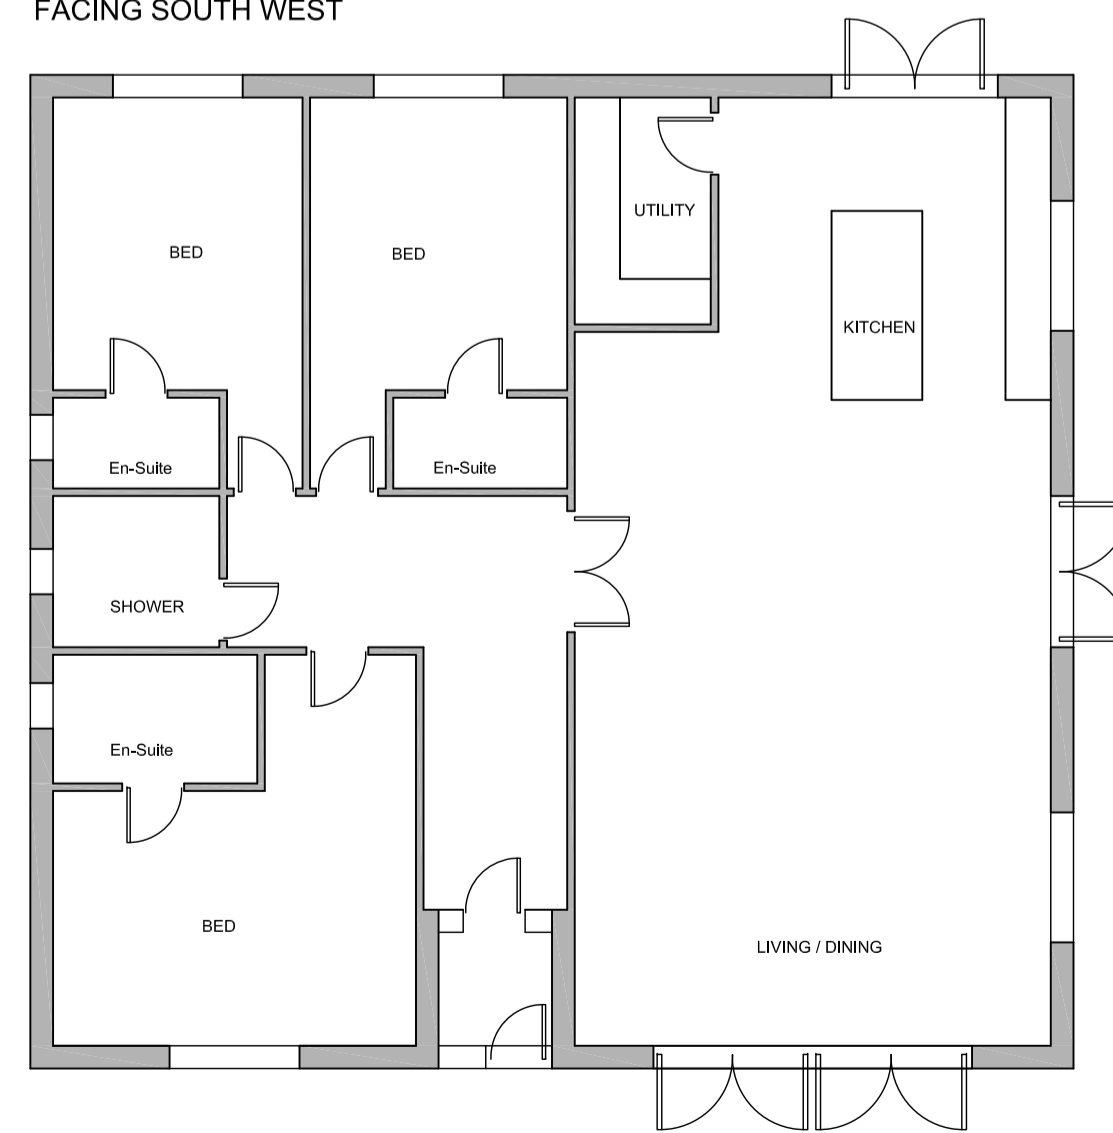 FACING SOUTH WEST
UTILITY
BED
BED
KITCHEN
En-Suite
En-Suite
SHOWER
En-Suite
BED
LIVING / DINING